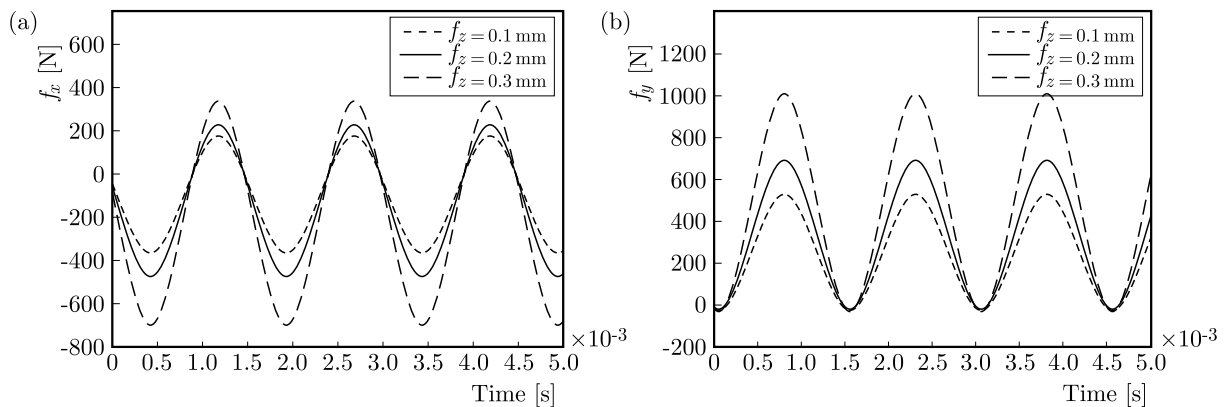 (a)
f_x [N]
600
400
200
0
-200
-400
-600
-800
f_z = 0.1 mm
f_z = 0.2 mm
f_z = 0.3 mm
0 0.5 1.0 1.5 2.0 2.5 3.0 3.5 4.0 4.5 5.0
×10-3
Time [s]
(b)
f_y [N]
1200
1000
800
600
400
200
0
-200
f_z = 0.1 mm
f_z = 0.2 mm
f_z = 0.3 mm
0 0.5 1.0 1.5 2.0 2.5 3.0 3.5 4.0 4.5 5.0
×10-3
Time [s]